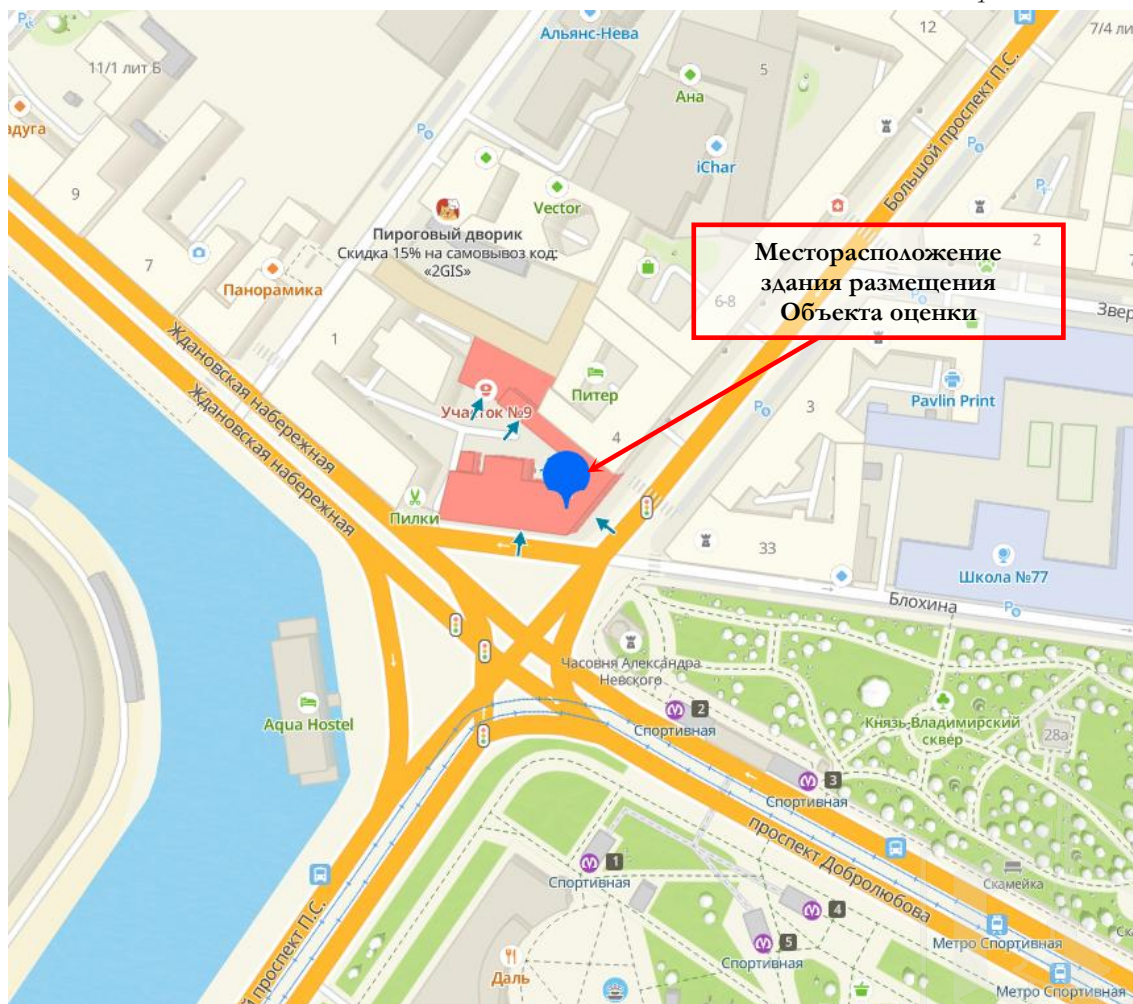 Альянс-Нева
12
7/4 ли
11/1 лит Б
5
Ана
адуга
Большой проспект П.С.
iChar
9
Vector
Пироговый дворик
Скидка 15% на самовывоз код:
«2GIS»
Месторасположение
здания размещения
Объекта оценки
2
7
Панорамика
6-8
Звер
1
Ждановская набережная
Ждановская набережная
Питер
Участок №9
Pavlin Print
3
4
Пилки
33
Школа №77
Блохина
Часовня Александра
Невского
Aqua Hostel
2
Спортивная
Князь-Владимирский
сквер
28а
3
Спортивная
проспект Добролюбова
1
Спортивная
Скамейка
4
Ска
5
Метро Спортивная
Спортивная
Даль
й проспект П.С.
Метро Спортивная